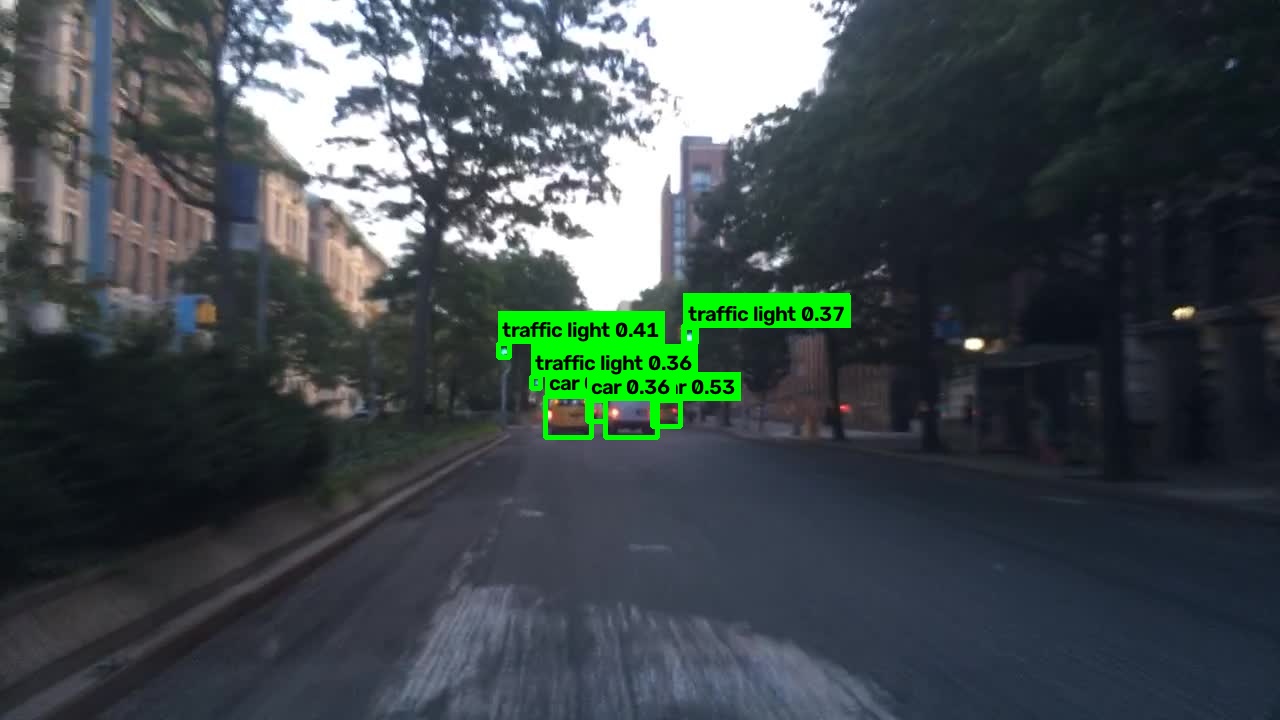 traffic light 0.37
traffic light 0.41
traffic light 0.36
car
car 0.36
r 0.53